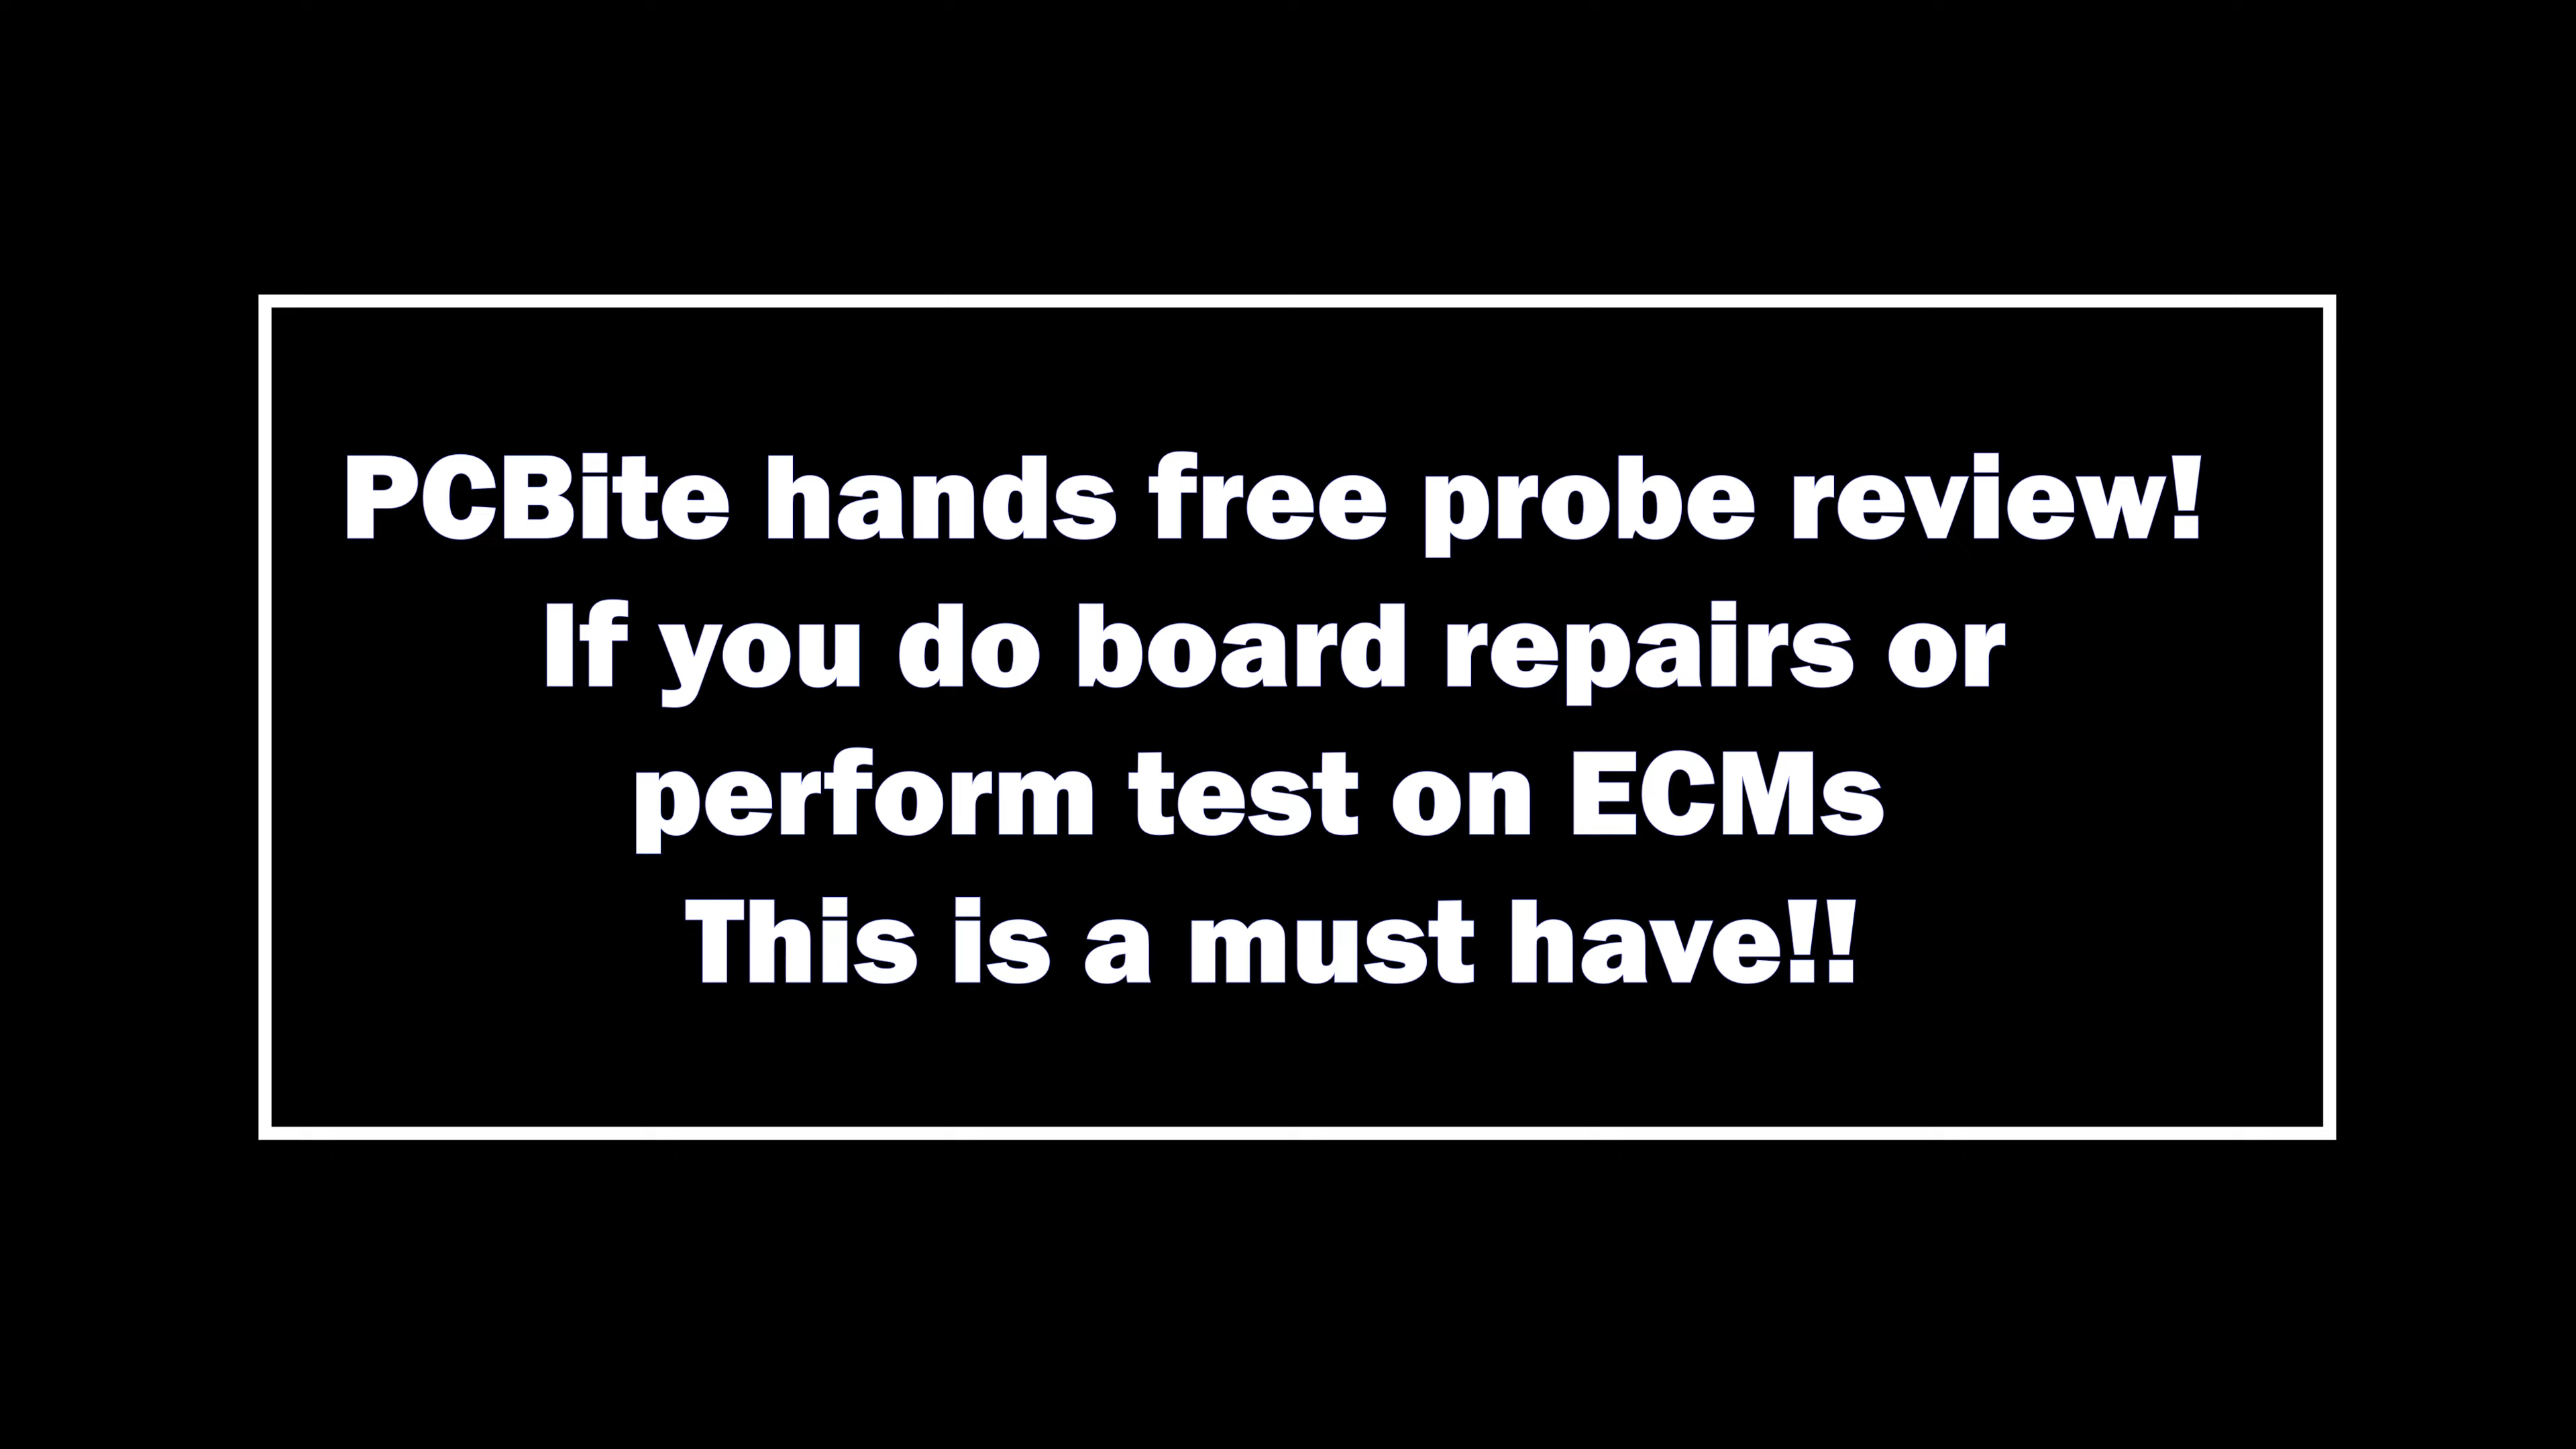 PCBite hands free probe review!
If you do board repairs or
perform test on ECMs
This is a must have!!